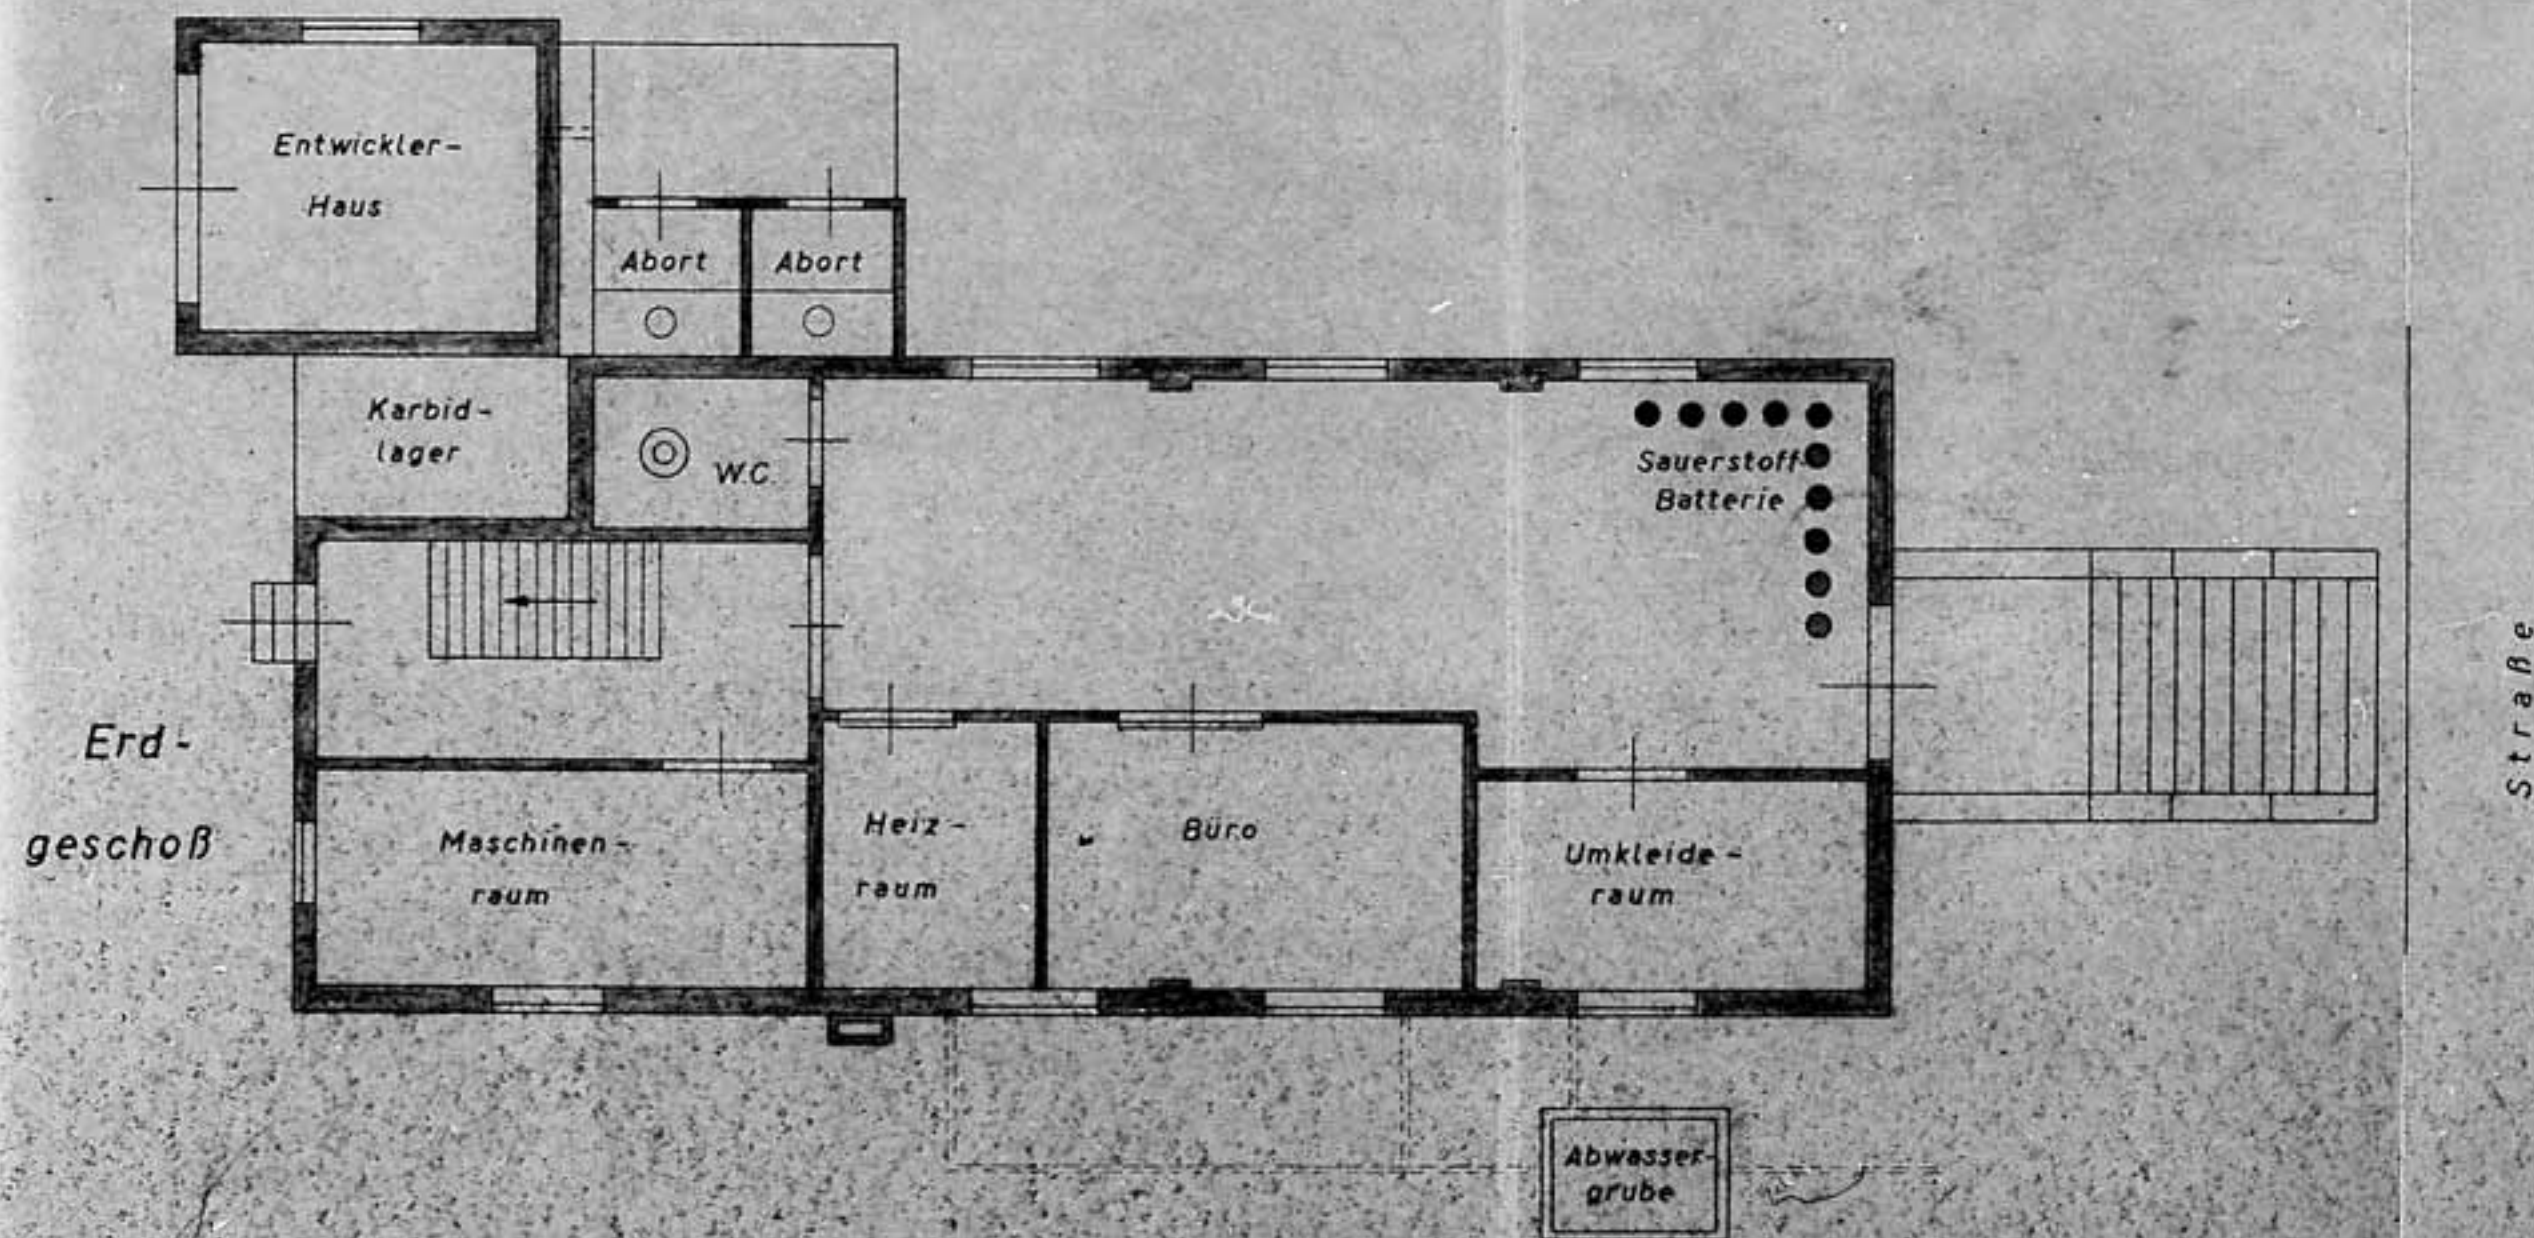 Entwickler-
Haus
Abort
Abort
Karbid-
lager
W.C.
Sauerstoff-
Batterie
Straße
Erd-
geschoß
Maschinen-
raum
Heiz-
raum
Büro
Umkleide-
raum
Abwasser-
grube